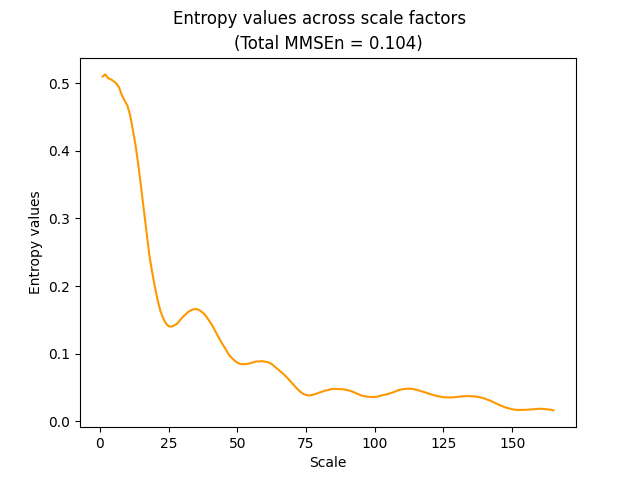 Entropy values across scale factors
(Total MMSEn = 0.104)
0.5
0.4
0.3
0.2
0.1
0.0
Entropy values
0 25 50 75 100 125 150
Scale